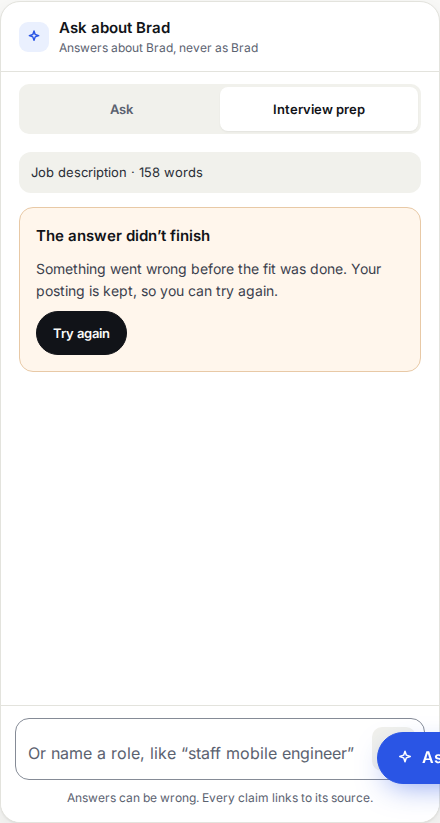 Ask about Brad
Answers about Brad, never as Brad
Ask
Interview prep
Job description · 158 words
The answer didn’t finish
Something went wrong before the fit was done. Your
posting is kept, so you can try again.
Try again
Or name a role, like “staff mobile engineer”
Answers can be wrong. Every claim links to its source.